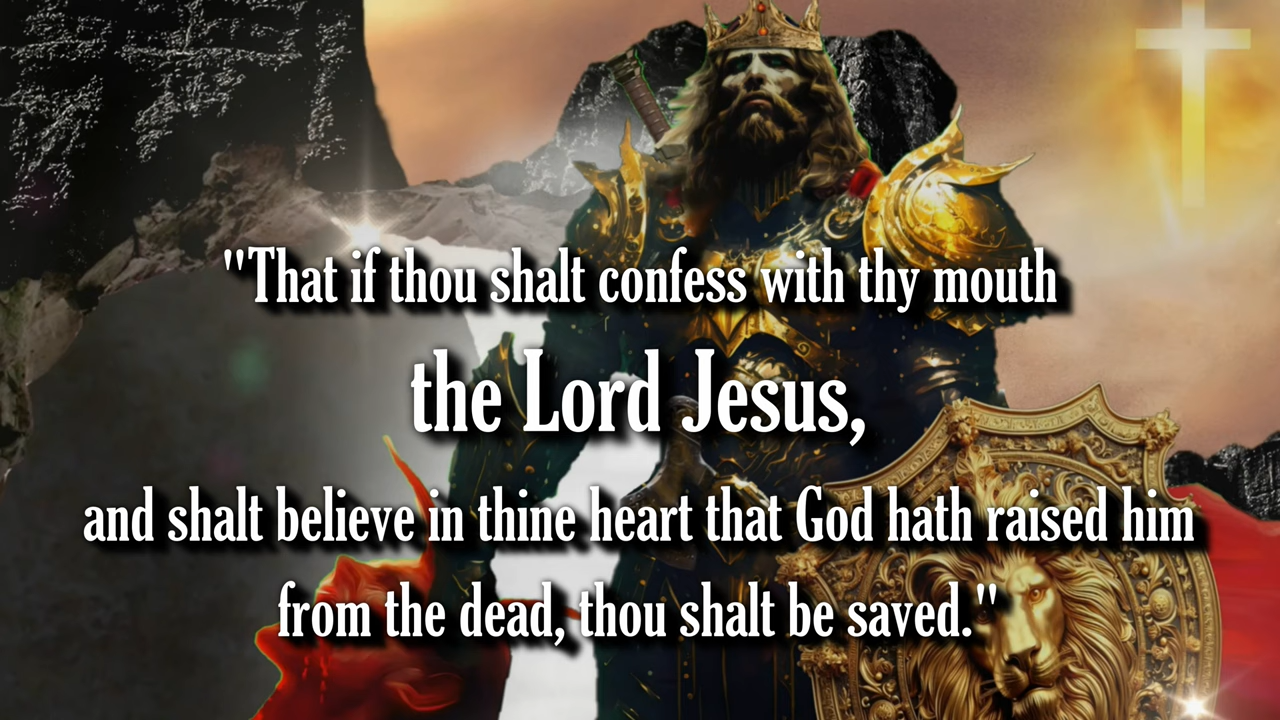 "That if thou shalt confess with thy mouth
the Lord Jesus,
and shalt believe in thine heart that God hath raised him
from the dead, thou shalt be saved."